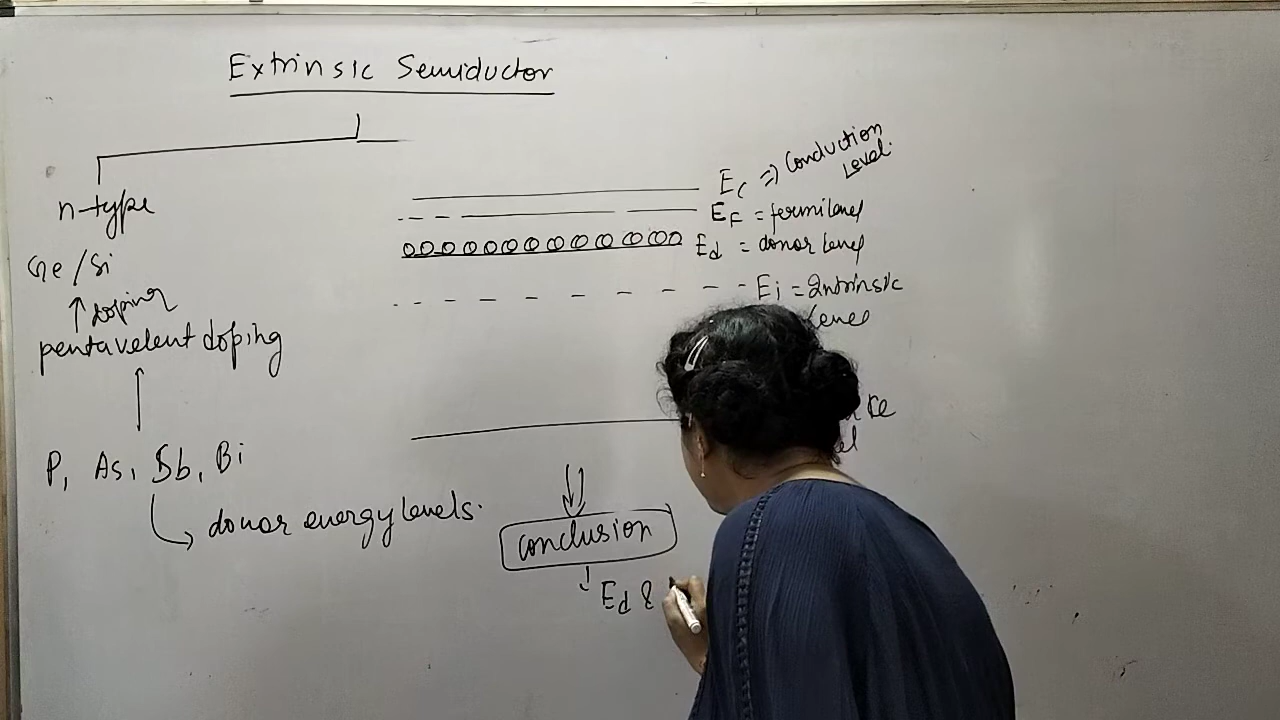 Extrinsic Semiductor
n-type
Ge/Si
doping
pentavelent doping
P, As, Sb, Bi
donor energy levels.
Ec => Conduction
Level.
EF = fermilevel
Ed = donor level
Ei = Intrinsic
level
conclusion
Ed &